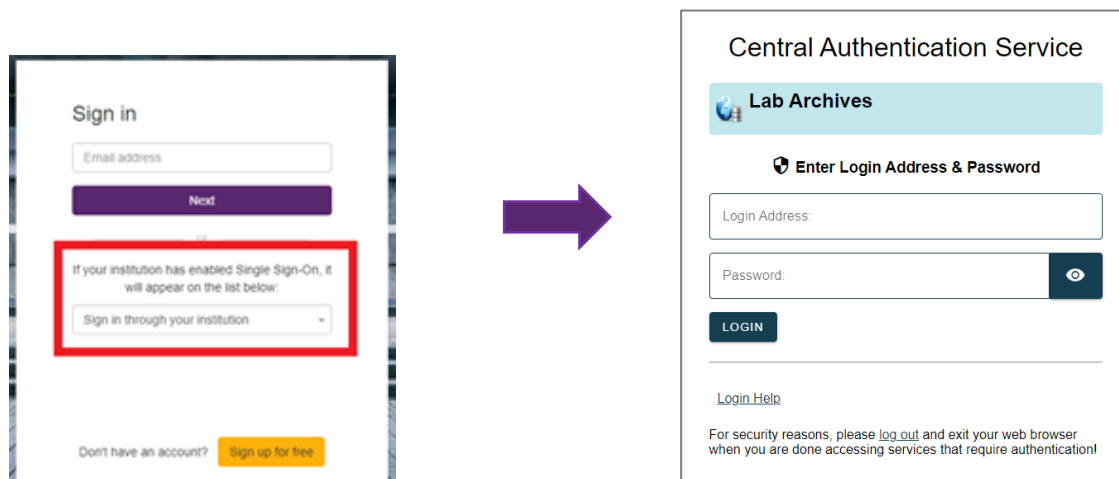 Sign in
Email address
Next
or
If your institution has enabled Single Sign-On, it
will appear on the list below:
Sign in through your institution
Don't have an account?
Sign up for free
Central Authentication Service
Lab Archives
Enter Login Address & Password
Login Address:
Password:
LOGIN
Login Help
For security reasons, please log out and exit your web browser
when you are done accessing services that require authentication!